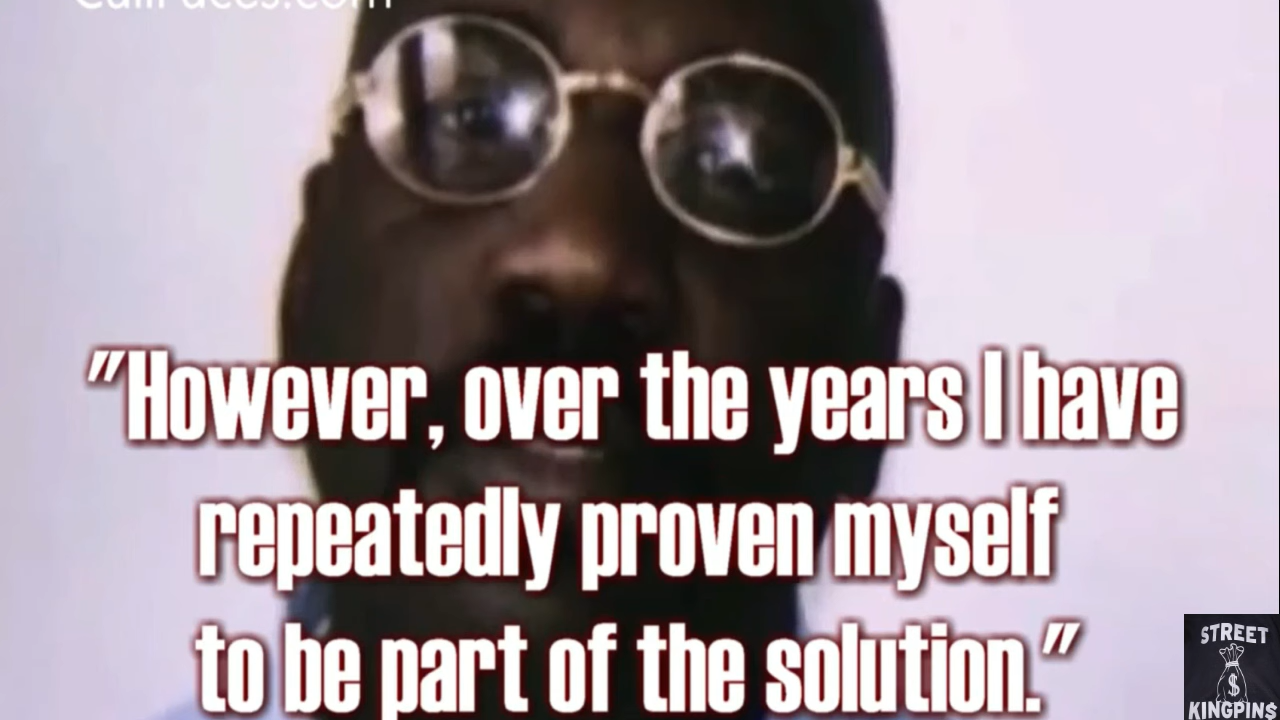 "However, over the years I have
repeatedly proven myself
to be part of the solution."
STREET
$
KINGPINS